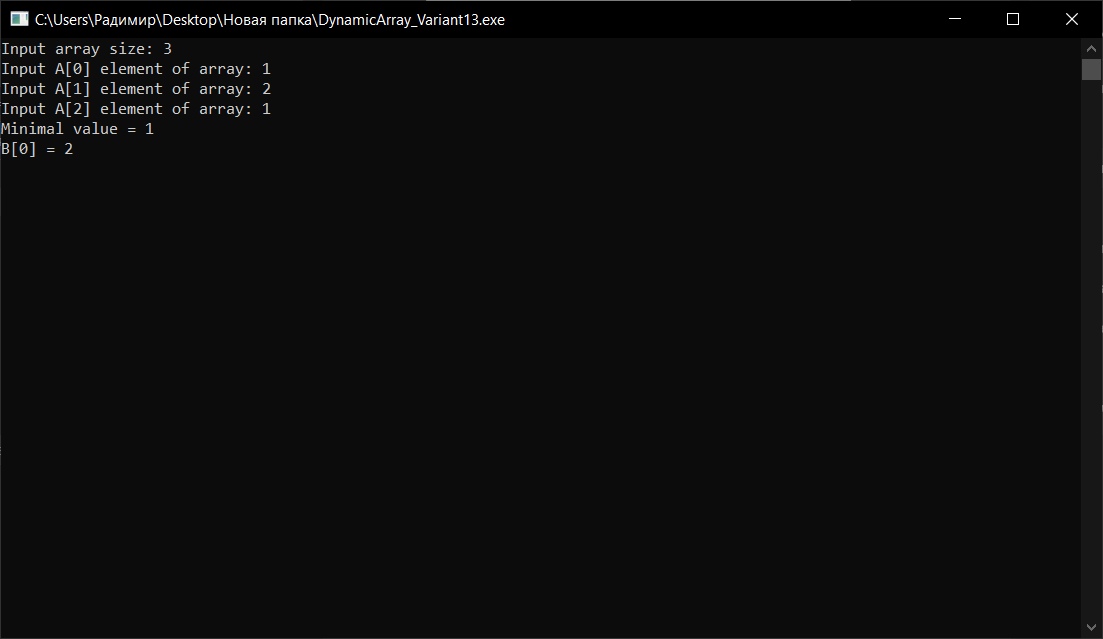 C:\Users\Радимир\Desktop\Новая папка\DynamicArray_Variant13.exe
Input array size: 3
Input A[0] element of array: 1
Input A[1] element of array: 2
Input A[2] element of array: 1
Minimal value = 1
B[0] = 2